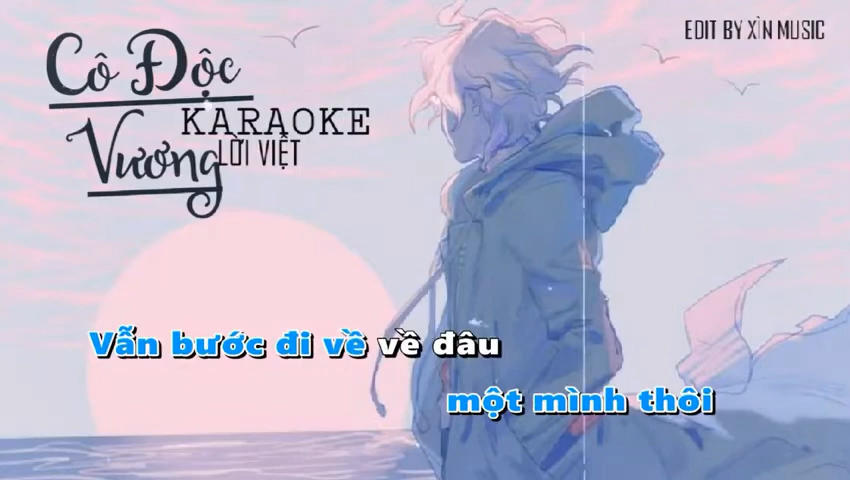 Cô Độc
Vương
KARAOKE
LỜI VIỆT
EDIT BY XÌN MUSIC
Vẫn bước đi về về đâu
một mình thôi